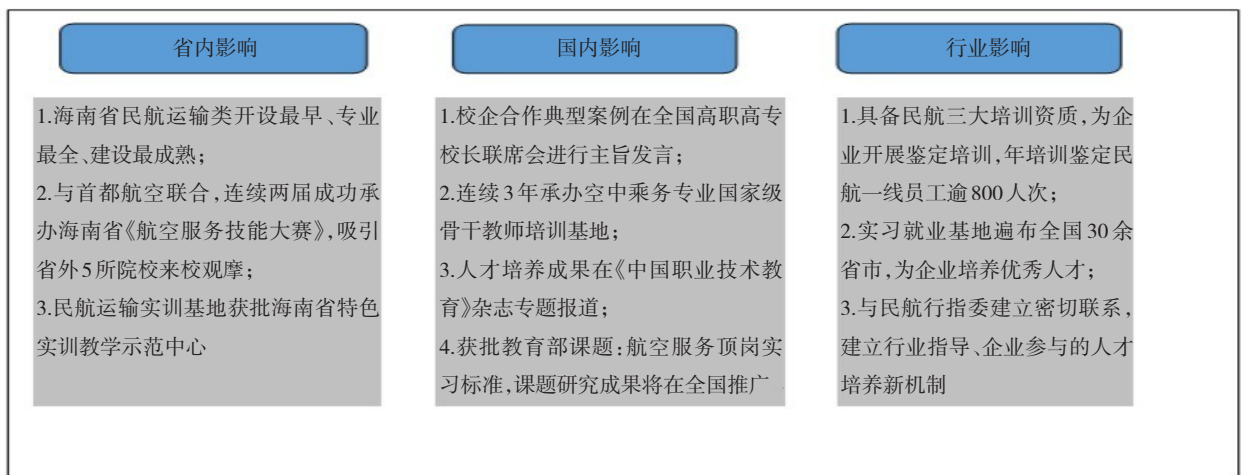 省内影响
1.海南省民航运输类开设最早、专业
最全、建设最成熟；
2.与首都航空联合,连续两届成功承
办海南省《航空服务技能大赛》,吸引
省外5所院校来校观摩；
3.民航运输实训基地获批海南省特色
实训教学示范中心
国内影响
1.校企合作典型案例在全国高职高专
校长联席会进行主旨发言；
2.连续3年承办空中乘务专业国家级
骨干教师培训基地；
3.人才培养成果在《中国职业技术教
育》杂志专题报道；
4.获批教育部课题：航空服务顶岗实
习标准,课题研究成果将在全国推广
行业影响
1.具备民航三大培训资质,为企
业开展鉴定培训,年培训鉴定民
航一线员工逾800人次；
2.实习就业基地遍布全国30余
省市,为企业培养优秀人才；
3.与民航行指委建立密切联系,
建立行业指导、企业参与的人才
培养新机制